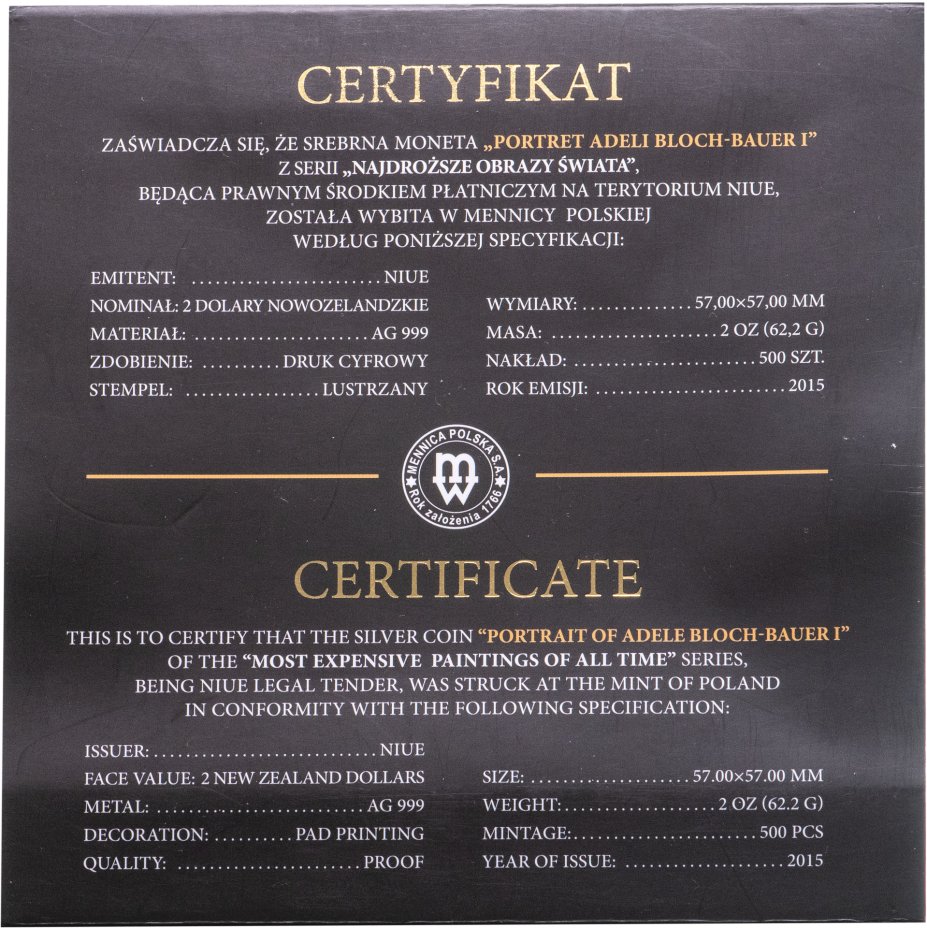 CERTYFIKAT
ZAŚWIADCZA SIĘ, ŻE SREBRNA MONETA „PORTRET ADELI BLOCH-BAUER I”
Z SERII „NAJDROŻSZE OBRAZY ŚWIATA”,
BĘDĄCA PRAWNYM ŚRODKIEM PŁATNICZYM NA TERYTORIUM NIUE,
ZOSTAŁA WYBITA W MENNICY POLSKIEJ
WEDŁUG PONIŻSZEJ SPECYFIKACJI:
EMITENT: ........................ NIUE
NOMINAŁ: 2 DOLARY NOWOZELANDZKIE
MATERIAŁ: ........................ AG 999
ZDOBIENIE: .......... DRUK CYFROWY
STEMPEL: .................. LUSTRZANY
WYMIARY: .............. 57,00×57,00 MM
MASA: ...................... 2 OZ (62,2 G)
NAKŁAD: ........................ 500 SZT.
ROK EMISJI: ......................... 2015
MENNICA POLSKA S.A.
MW
Rok założenia 1766
CERTIFICATE
THIS IS TO CERTIFY THAT THE SILVER COIN “PORTRAIT OF ADELE BLOCH-BAUER I”
OF THE “MOST EXPENSIVE PAINTINGS OF ALL TIME” SERIES,
BEING NIUE LEGAL TENDER, WAS STRUCK AT THE MINT OF POLAND
IN CONFORMITY WITH THE FOLLOWING SPECIFICATION:
ISSUER: ............................. NIUE
FACE VALUE: 2 NEW ZEALAND DOLLARS
METAL: ........................... AG 999
DECORATION: .......... PAD PRINTING
QUALITY: ........................ PROOF
SIZE: ..................... 57.00×57.00 MM
WEIGHT: .................... 2 OZ (62.2 G)
MINTAGE: ........................ 500 PCS
YEAR OF ISSUE: ..................... 2015